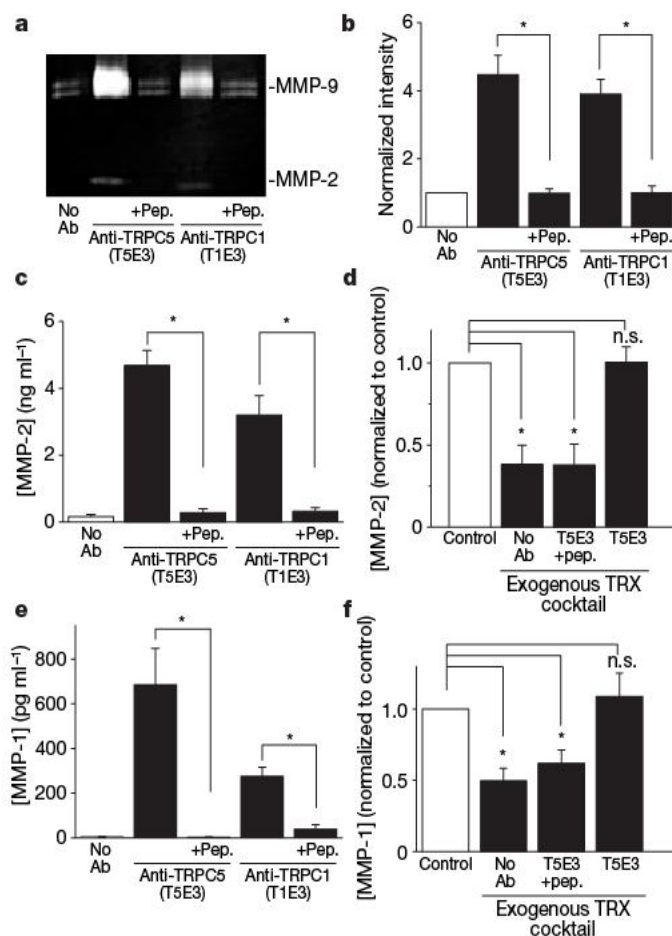 a
-MMP-9
-MMP-2
No
Ab
+Pep.
+Pep.
Anti-TRPC5
(T5E3)
Anti-TRPC1
(T1E3)
b
Normalized intensity
6
4
2
0
*
*
No
Ab
+Pep.
+Pep.
Anti-TRPC5
(T5E3)
Anti-TRPC1
(T1E3)
c
[MMP-2] (ng ml⁻¹)
6
4
2
0
*
*
No
Ab
+Pep.
+Pep.
Anti-TRPC5
(T5E3)
Anti-TRPC1
(T1E3)
d
[MMP-2] (normalized to control)
1.0
0.5
0
*
*
n.s.
Control
No
Ab
T5E3
+pep.
T5E3
Exogenous TRX
cocktail
e
[MMP-1] (pg ml⁻¹)
800
600
400
200
0
*
*
No
Ab
+Pep.
+Pep.
Anti-TRPC5
(T5E3)
Anti-TRPC1
(T1E3)
f
[MMP-1] (normalized to control)
1.0
0.5
0
*
*
n.s.
Control
No
Ab
T5E3
+pep.
T5E3
Exogenous TRX
cocktail